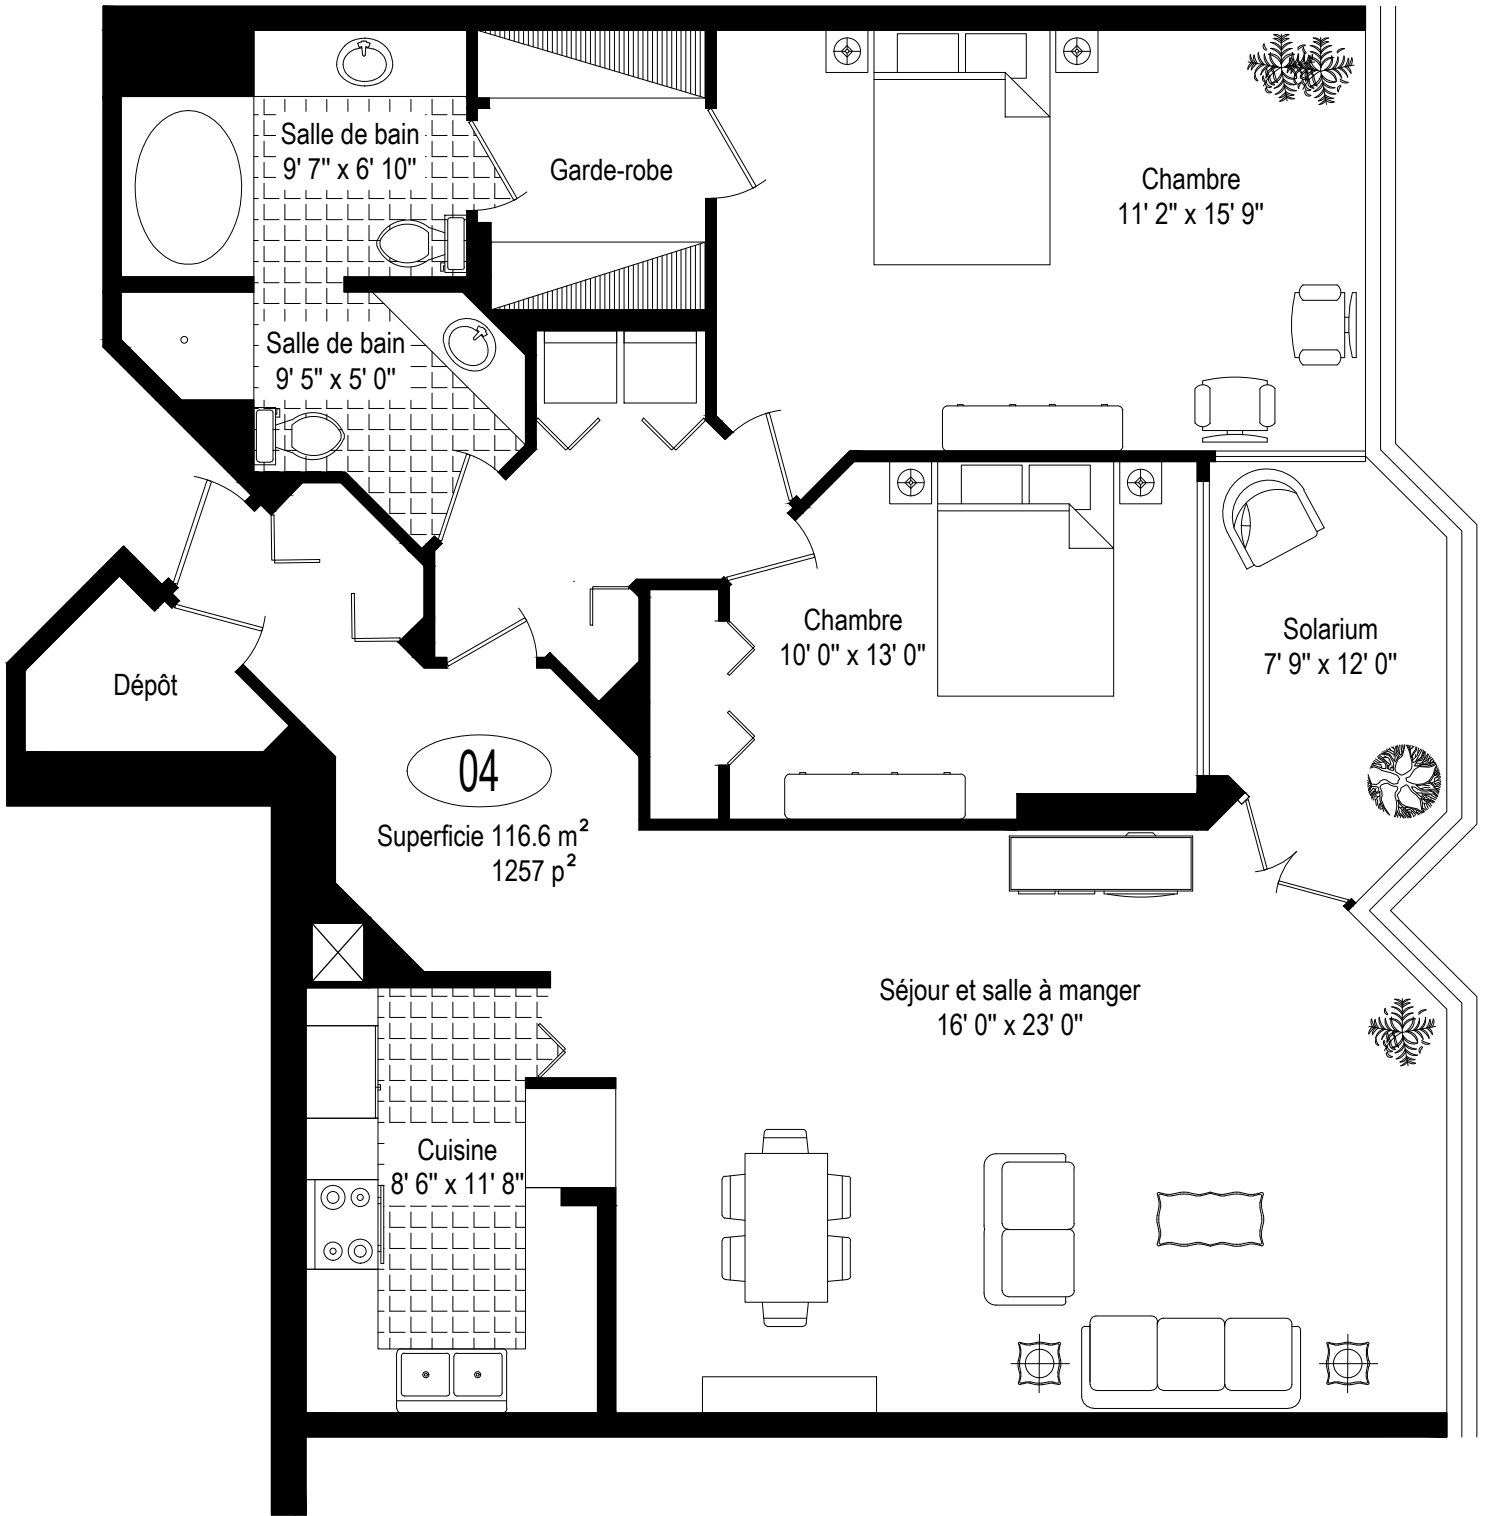 Salle de bain
9' 7" x 6' 10"
Garde-robe
Chambre
11' 2" x 15' 9"
Salle de bain
9' 5" x 5' 0"
Chambre
10' 0" x 13' 0"
Solarium
7' 9" x 12' 0"
Dépôt
04
Superficie 116.6 m²
1257 p²
Séjour et salle à manger
16' 0" x 23' 0"
Cuisine
8' 6" x 11' 8"